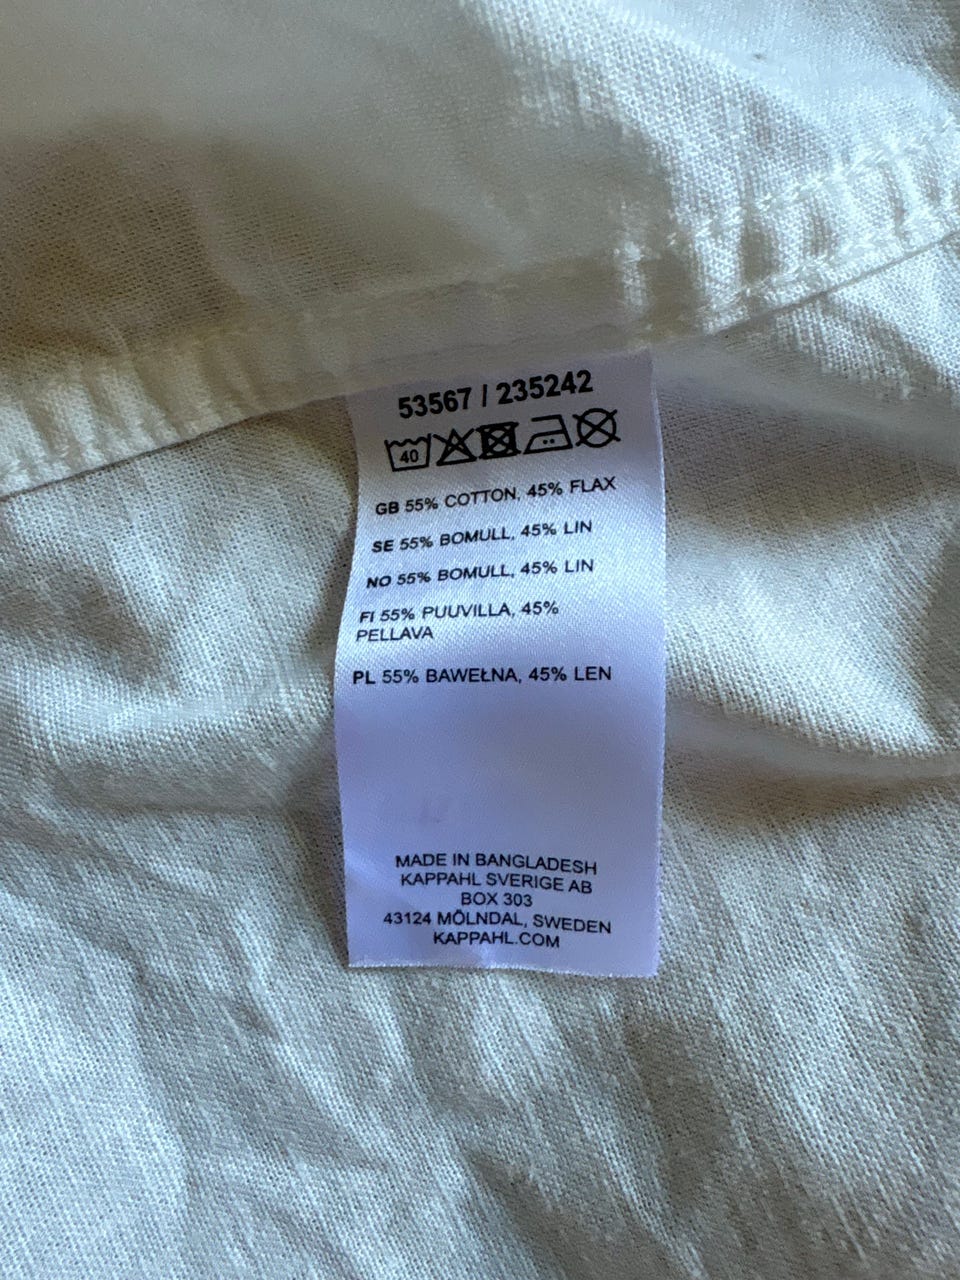 53567 / 235242
40
GB 55% COTTON, 45% FLAX
SE 55% BOMULL, 45% LIN
NO 55% BOMULL, 45% LIN
FI 55% PUUVILLA, 45%
PELLAVA
PL 55% BAWEŁNA, 45% LEN
MADE IN BANGLADESH
KAPPAHL SVERIGE AB
BOX 303
43124 MÖLNDAL, SWEDEN
KAPPAHL.COM